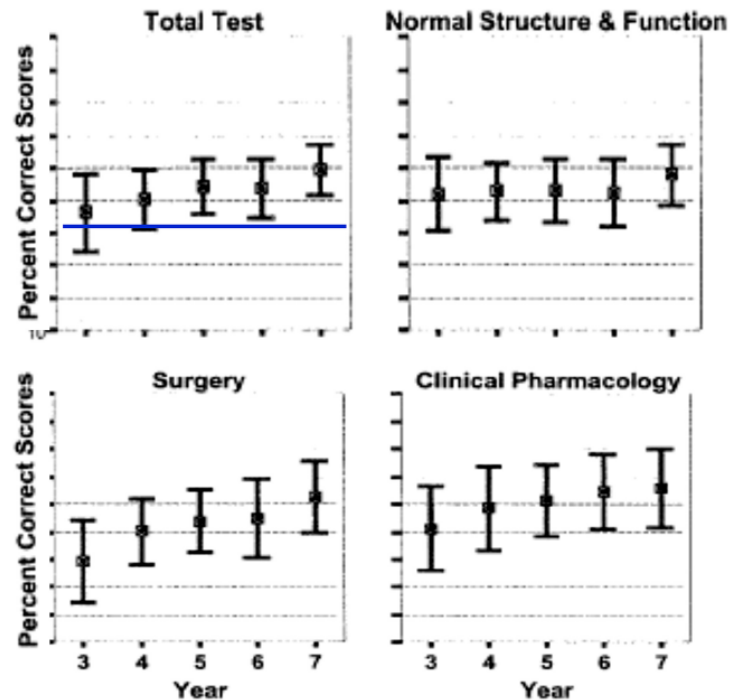 Total Test
Normal Structure & Function
Percent Correct Scores
10
Surgery
Clinical Pharmacology
Percent Correct Scores
3 4 5 6 7
3 4 5 6 7
Year
Year